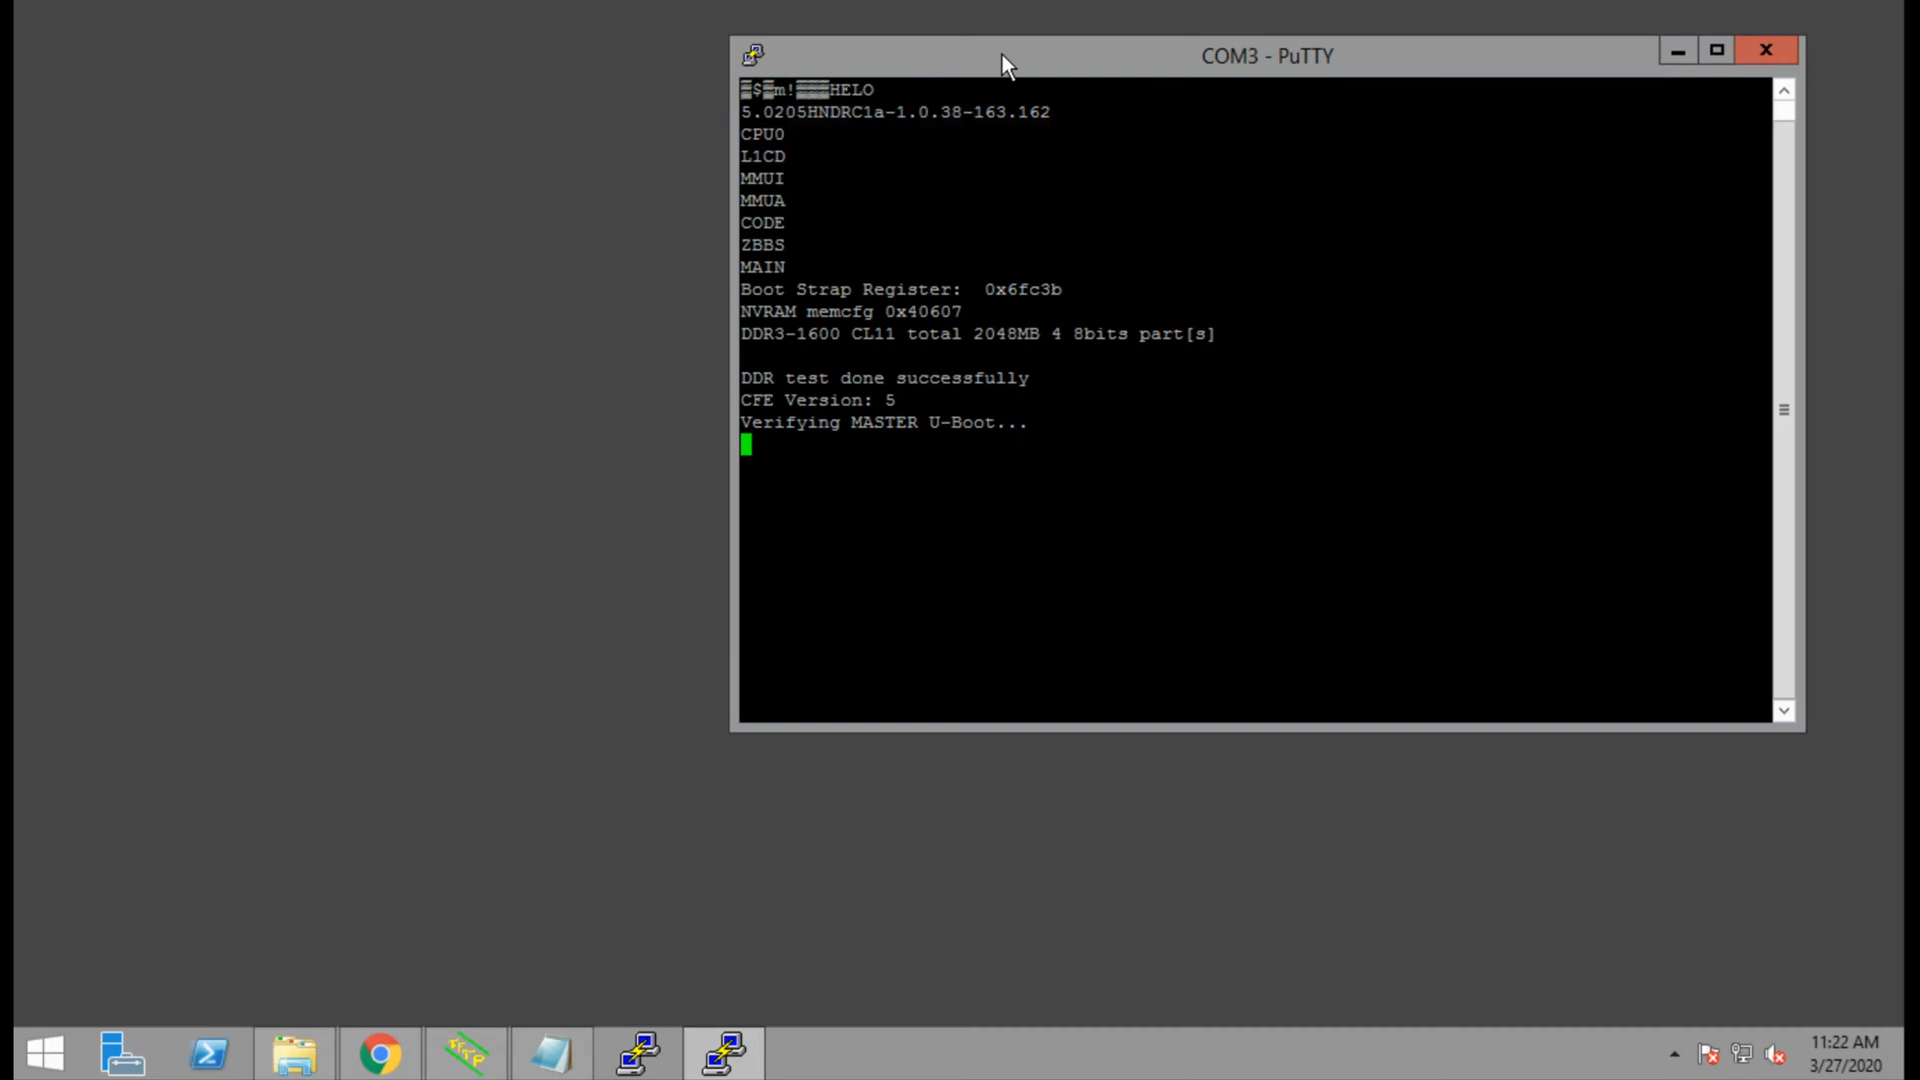 COM3 - PuTTY
▒$▒m!▒▒▒HELO
5.0205HNDRC1a-1.0.38-163.162
CPU0
L1CD
MMUI
MMUA
CODE
ZBBS
MAIN
Boot Strap Register:  0x6fc3b
NVRAM memcfg 0x40607
DDR3-1600 CL11 total 2048MB 4 8bits part[s]
DDR test done successfully
CFE Version: 5
Verifying MASTER U-Boot...
TFTP
11:22 AM
3/27/2020